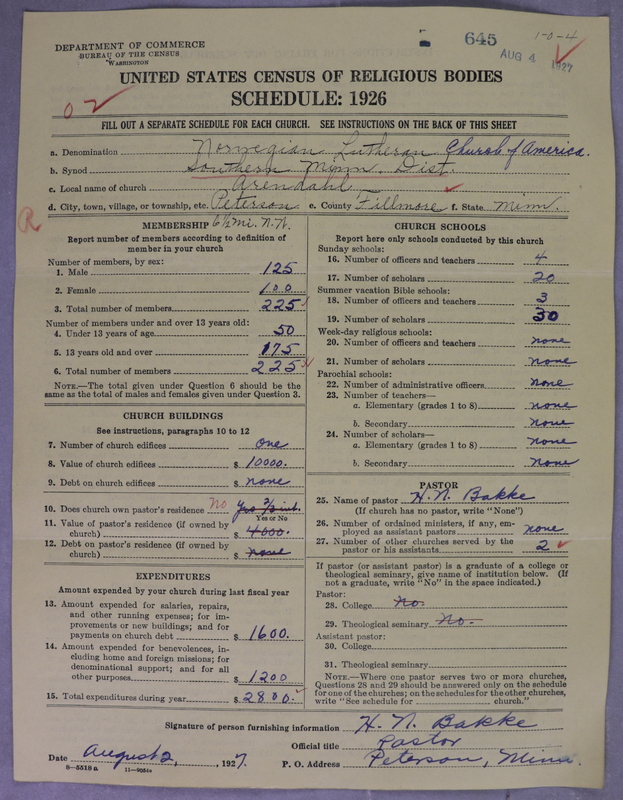 DEPARTMENT OF COMMERCE
BUREAU OF THE CENSUS
WASHINGTON
645
1-0-4
AUG 4 1927
UNITED STATES CENSUS OF RELIGIOUS BODIES
SCHEDULE: 1926
FILL OUT A SEPARATE SCHEDULE FOR EACH CHURCH. SEE INSTRUCTIONS ON THE BACK OF THIS SHEET
a. Denomination Norwegian Lutheran Church of America.
b. Synod Southern Minn. Dist.
c. Local name of church Arendahl
d. City, town, village, or township, etc. Peterson e. County Fillmore f. State Minn.
R
6½ mi. N.W.
MEMBERSHIP
Report number of members according to definition of
member in your church
Number of members, by sex:
1. Male 125
2. Female 100
3. Total number of members 225
Number of members under and over 13 years old:
4. Under 13 years of age 50
5. 13 years old and over 175
6. Total number of members 225
NOTE.—The total given under Question 6 should be
same as the total of males and females given under Question 3.
CHURCH BUILDINGS
See instructions, paragraphs 10 to 12
7. Number of church edifices one
8. Value of church edifices $ 10000.
9. Debt on church edifices $ none
10. Does church own pastor's residence No Yes
Yes or No
11. Value of pastor's residence (if owned by
church) $ 4000.
12. Debt on pastor's residence (if owned by
church) $ none
EXPENDITURES
Amount expended by your church during last fiscal year
13. Amount expended for salaries, repairs,
and other running expenses; for im-
provements or new buildings; and for
payments on church debt $ 1600.
14. Amount expended for benevolences, in-
cluding home and foreign missions; for
denominational support; and for all
other purposes $ 1200
15. Total expenditures during year $ 2800.
CHURCH SCHOOLS
Report here only schools conducted by this church
Sunday schools:
16. Number of officers and teachers 4
17. Number of scholars 20
Summer vacation Bible schools:
18. Number of officers and teachers 3
19. Number of scholars 30
Week-day religious schools:
20. Number of officers and teachers none
21. Number of scholars none
Parochial schools:
22. Number of administrative officers none
23. Number of teachers—
a. Elementary (grades 1 to 8) none
b. Secondary none
24. Number of scholars—
a. Elementary (grades 1 to 8) none
b. Secondary none
PASTOR
25. Name of pastor H. N. Bakke
(If church has no pastor, write "None")
26. Number of ordained ministers, if any, em-
ployed as assistant pastors none
27. Number of other churches served by the
pastor or his assistants 2
If pastor (or assistant pastor) is a graduate of a college or
theological seminary, give name of institution below. (If
not a graduate, write "No" in the space indicated.)
Pastor:
28. College No.
29. Theological seminary No.
Assistant pastor:
30. College
31. Theological seminary
NOTE.—Where one pastor serves two or more churches,
Questions 28 and 29 should be answered only on the schedule
for one of the churches; on the schedules for the other churches,
write "See schedule for church."
Signature of person furnishing information H. N. Bakke
Official title Pastor
Date August 2, 1927. P. O. Address Peterson, Minn.
8—5518a 11—9054